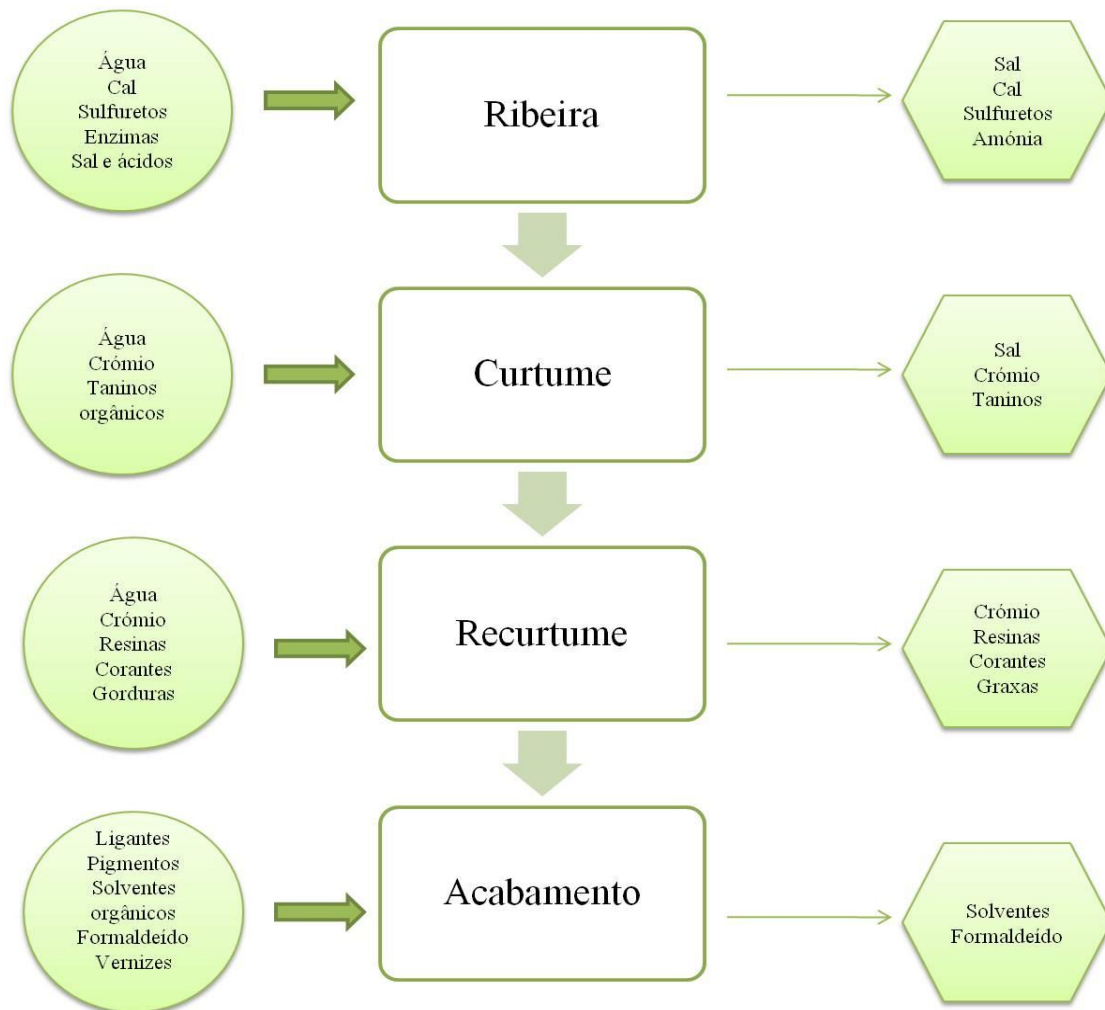 Água
Cal
Sulfuretos
Enzimas
Sal e ácidos
Ribeira
Sal
Cal
Sulfuretos
Amónia
Água
Crómio
Taninos
orgânicos
Curtume
Sal
Crómio
Taninos
Água
Crómio
Resinas
Corantes
Gorduras
Recurtume
Crómio
Resinas
Corantes
Graxas
Ligantes
Pigmentos
Solventes
orgânicos
Formaldeído
Vernizes
Acabamento
Solventes
Formaldeído